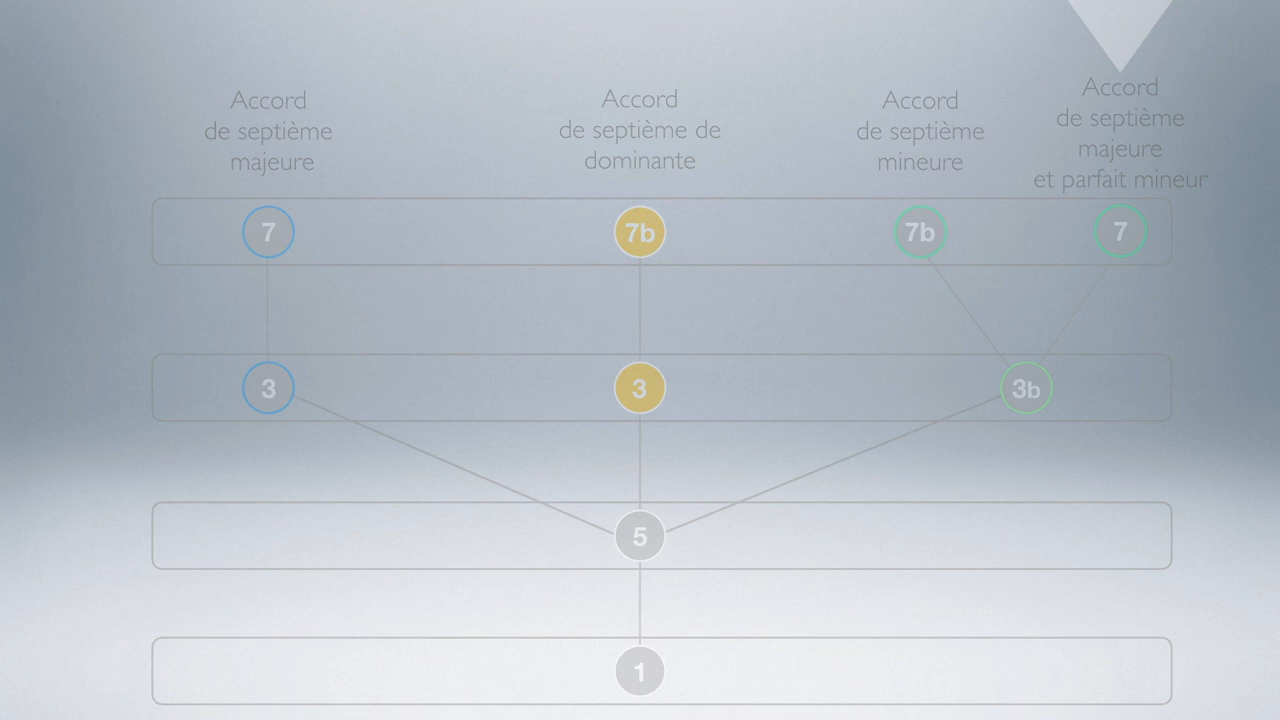 Accord
de septième
majeure
Accord
de septième de
dominante
Accord
de septième
mineure
Accord
de septième
majeure
et parfait mineur
7 7b 7b 7
3 3 3b
5
1